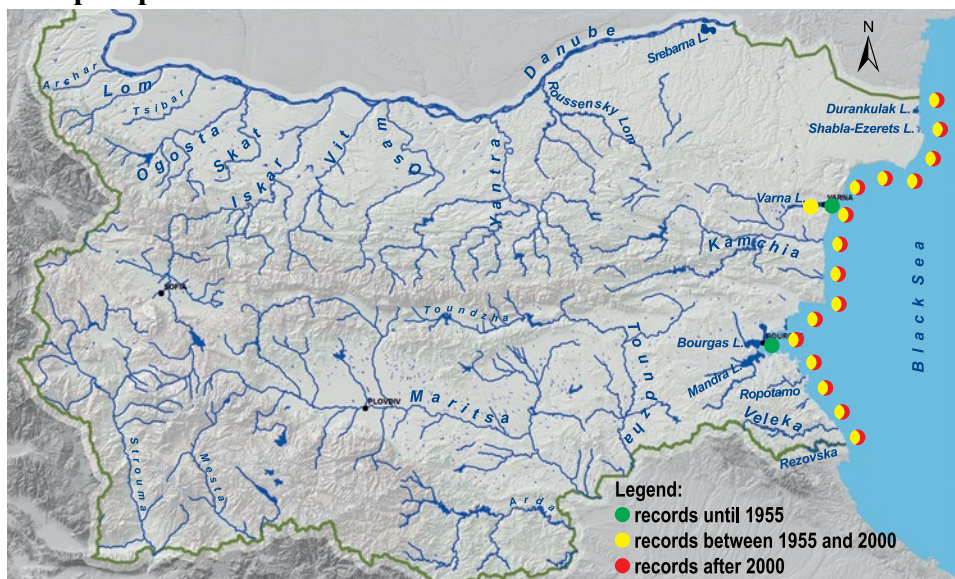 Danube
Srebarna L.
Archar
Lom
Tsibar
Roussensky Lom
Durankulak L.
Shabla-Ezerets L.
Ogosta
Skat
Iskar
Vit
Osam
Yantra
Varna L.
VARNA
Kamchia
SOFIA
Black Sea
Toundzha
Toundzha
Bourgas L.
Mandra L.
Ropotamo
PLOVDIV
Maritsa
Veleka
Rezovska
Strouma
Mesta
Arda
Legend:
records until 1955
records between 1955 and 2000
records after 2000